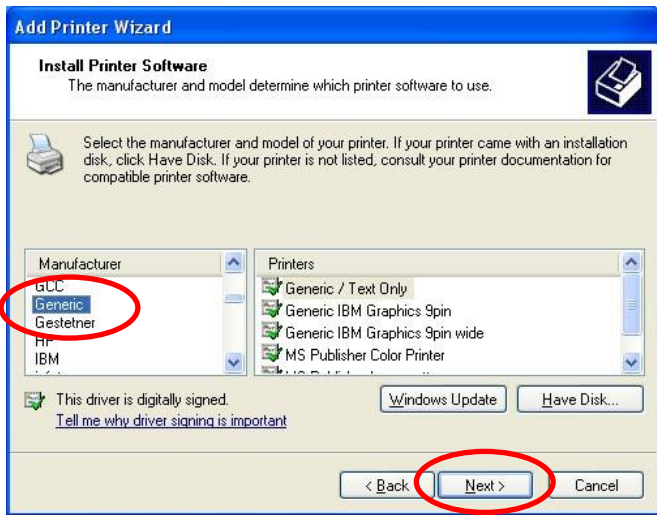 Add Printer Wizard
Install Printer Software
The manufacturer and model determine which printer software to use.
Select the manufacturer and model of your printer. If your printer came with an installation
disk, click Have Disk. If your printer is not listed, consult your printer documentation for
compatible printer software.
Manufacturer
GCC
Generic
Gestetner
HP
IBM
Printers
Generic / Text Only
Generic IBM Graphics 9pin
Generic IBM Graphics 9pin wide
MS Publisher Color Printer
This driver is digitally signed.
Tell me why driver signing is important
Windows Update
Have Disk...
< Back
Next >
Cancel